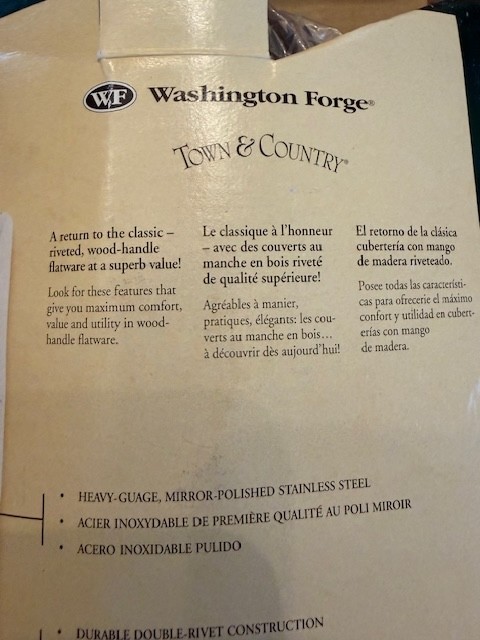 WF Washington Forge®
TOWN & COUNTRY®
A return to the classic –
riveted, wood-handle
flatware at a superb value!
Look for these features that
give you maximum comfort,
value and utility in wood-
handle flatware.
Le classique à l'honneur
– avec des couverts au
manche en bois riveté
de qualité supérieure!
Agréables à manier,
pratiques, élégants: les cou-
verts au manche en bois...
à découvrir dès aujourd'hui!
El retorno de la clásica
cubertería con mango
de madera riveteado.
Posee todas las característi-
cas para ofrecerie el máximo
confort y utilidad en cubert-
erías con mango
de madera.
• HEAVY-GUAGE, MIRROR-POLISHED STAINLESS STEEL
• ACIER INOXYDABLE DE PREMIÈRE QUALITÉ AU POLI MIROIR
• ACERO INOXIDABLE PULIDO
• DURABLE DOUBLE-RIVET CONSTRUCTION